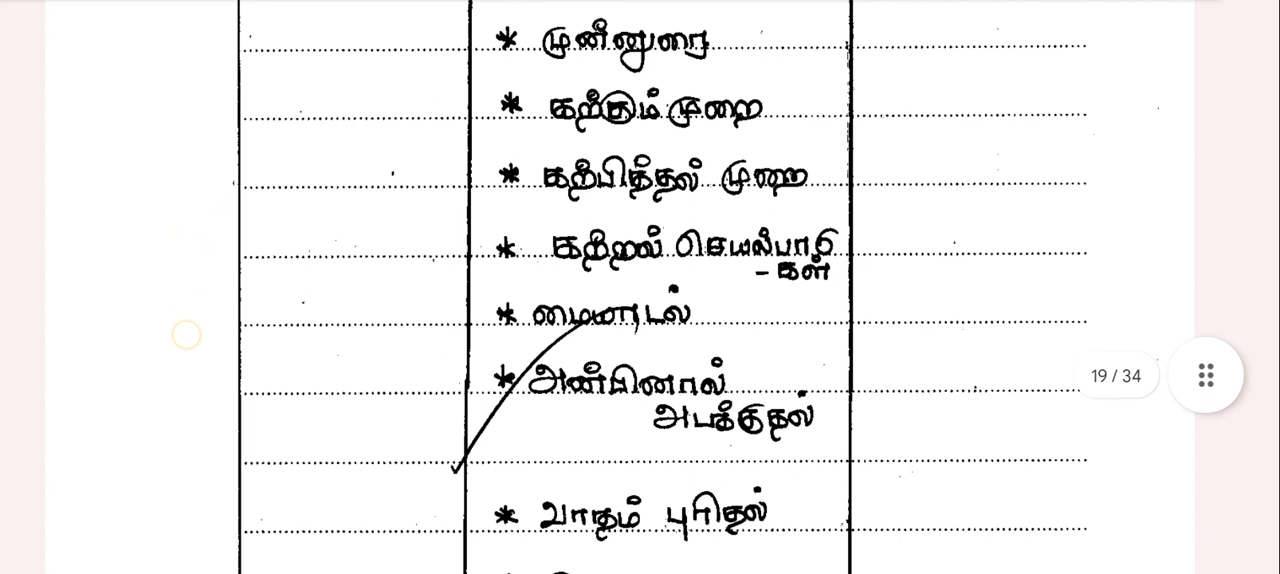 * முன்னுரை
* கற்கும் முறை
* கற்பித்தல் முறை
* கற்றல் செயல்பாடு
- கள்
* மையாடல்
* அன்பினால்
அடக்குதல்
19 / 34
* வாதம் புரிதல்